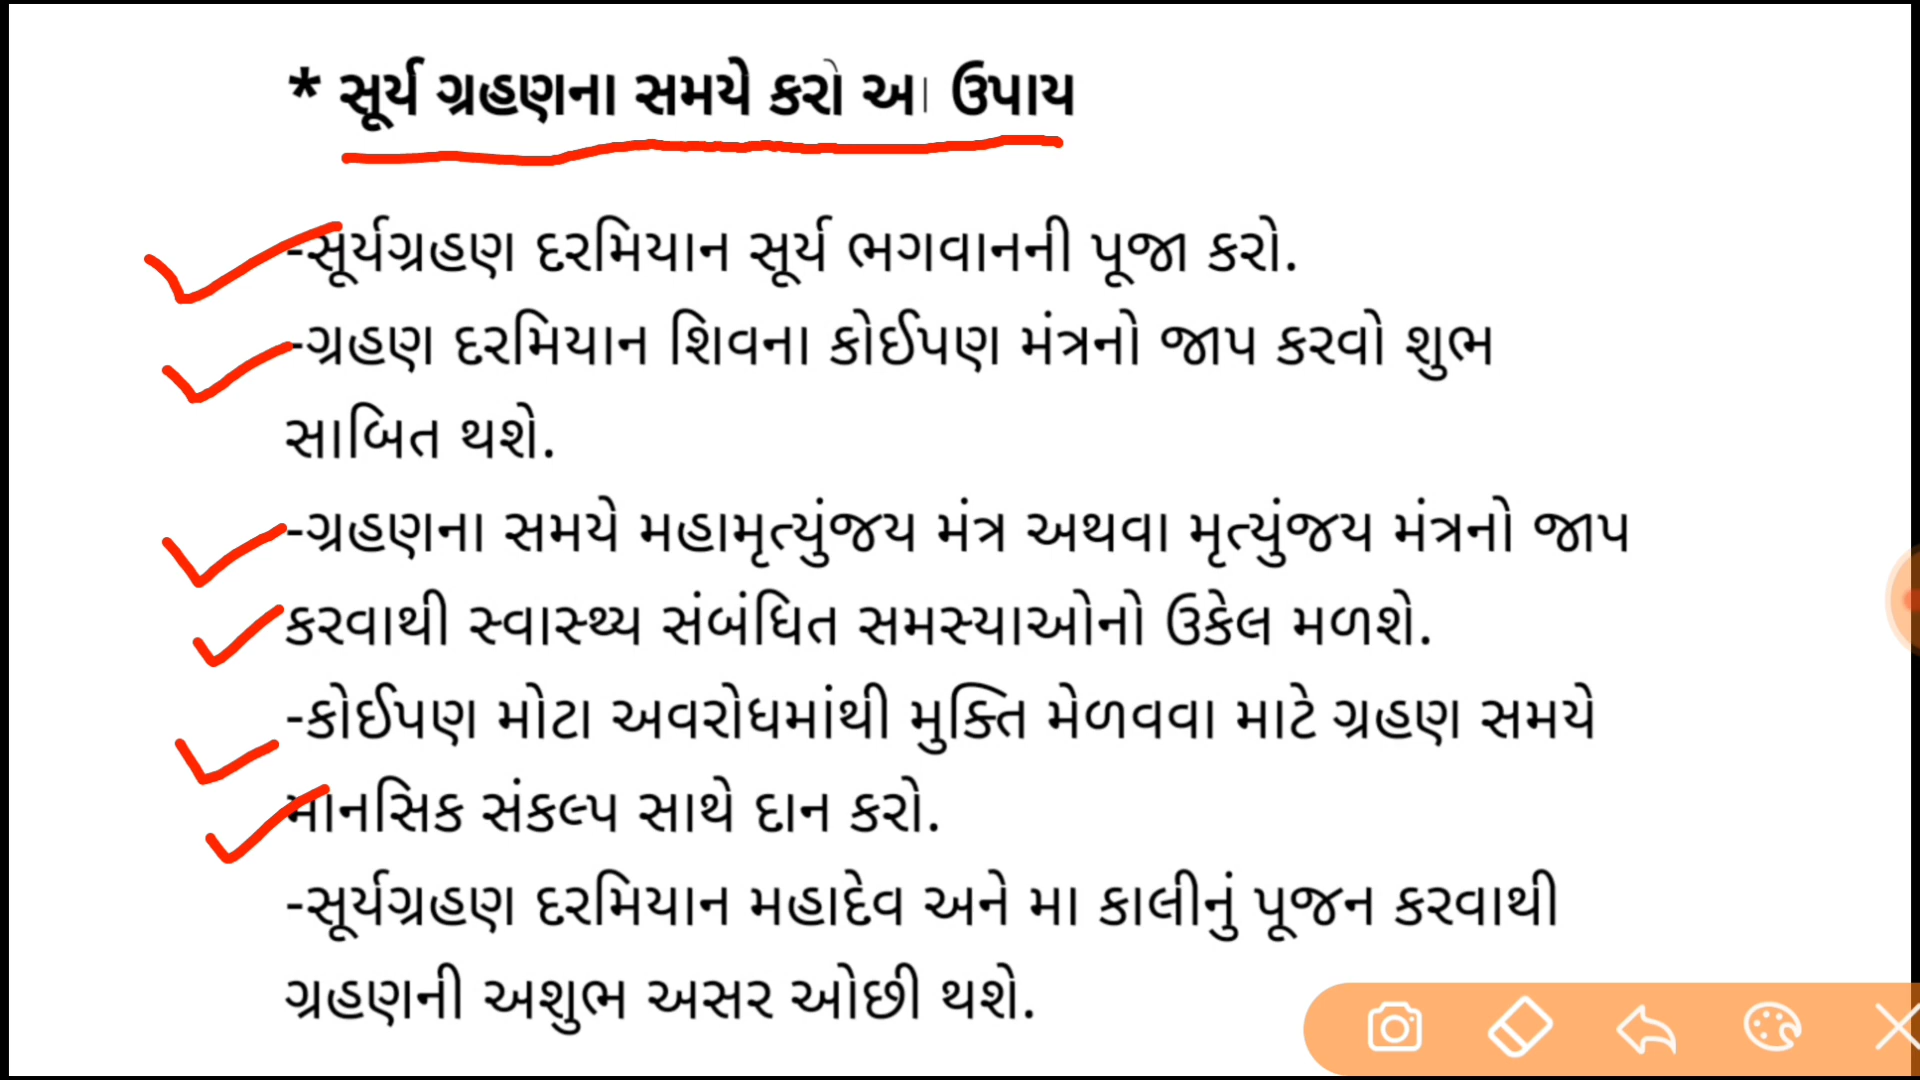 * સૂર્ય ગ્રહણના સમયે કરો આ ઉપાય
-સૂર્યગ્રહણ દરમિયાન સૂર્ય ભગવાનની પૂજા કરો.
-ગ્રહણ દરમિયાન શિવના કોઈપણ મંત્રનો જાપ કરવો શુભ
સાબિત થશે.
-ગ્રહણના સમયે મહામૃત્યુંજય મંત્ર અથવા મૃત્યુંજય મંત્રનો જાપ
કરવાથી સ્વાસ્થ્ય સંબંધિત સમસ્યાઓનો ઉકેલ મળશે.
-કોઈપણ મોટા અવરોધમાંથી મુક્તિ મેળવવા માટે ગ્રહણ સમયે
માનસિક સંકલ્પ સાથે દાન કરો.
-સૂર્યગ્રહણ દરમિયાન મહાદેવ અને મા કાલીનું પૂજન કરવાથી
ગ્રહણની અશુભ અસર ઓછી થશે.